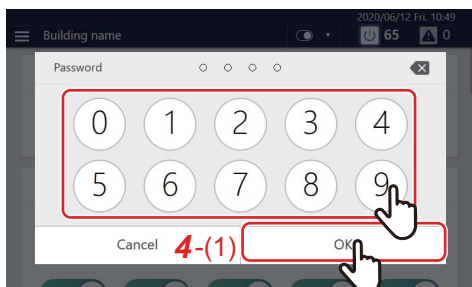 2020/06/12 Fri. 10:49
Building name 65 0
Password
0 1 2 3 4
5 6 7 8 9
Cancel 4-(1) OK